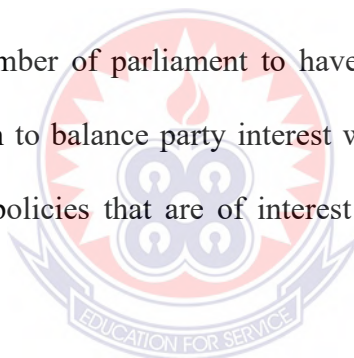 mber of parliament to have
to balance party interest
policies that are of interest
EDUCATION FOR SERVICE